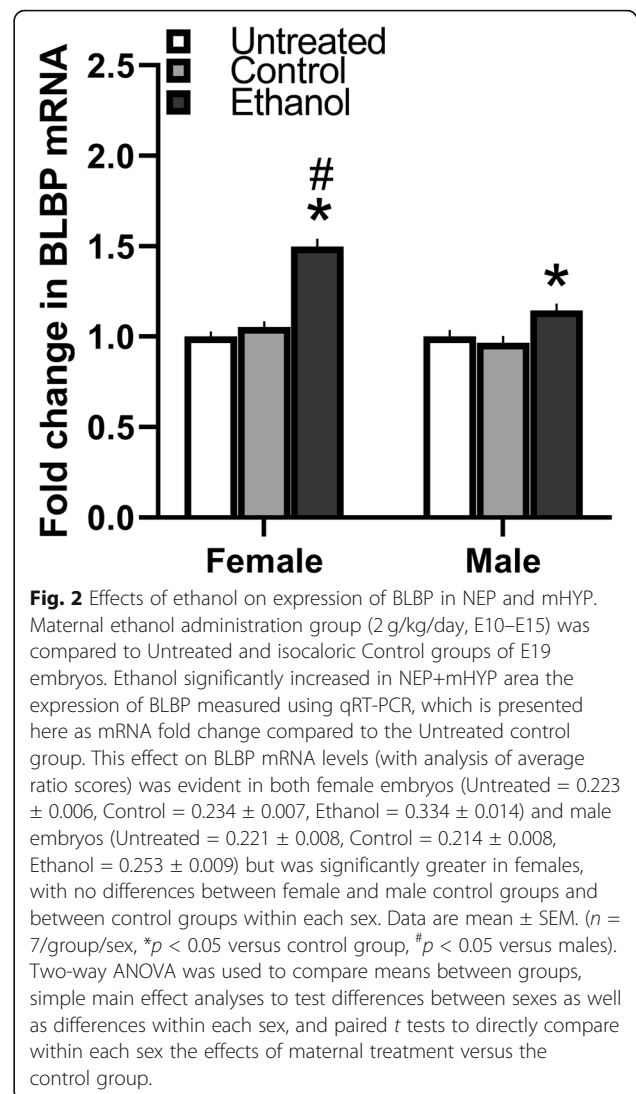 Untreated
Control
Ethanol
Fold change in BLBP mRNA
2.5
2.0
1.5
1.0
0.5
0.0
#
*
*
Female
Male
Fig. 2 Effects of ethanol on expression of BLBP in NEP and mHYP.
Maternal ethanol administration group (2 g/kg/day, E10–E15) was
compared to Untreated and isocaloric Control groups of E19
embryos. Ethanol significantly increased in NEP+mHYP area the
expression of BLBP measured using qRT-PCR, which is presented
here as mRNA fold change compared to the Untreated control
group. This effect on BLBP mRNA levels (with analysis of average
ratio scores) was evident in both female embryos (Untreated = 0.223
± 0.006, Control = 0.234 ± 0.007, Ethanol = 0.334 ± 0.014) and male
embryos (Untreated = 0.221 ± 0.008, Control = 0.214 ± 0.008,
Ethanol = 0.253 ± 0.009) but was significantly greater in females,
with no differences between female and male control groups and
between control groups within each sex. Data are mean ± SEM. (n =
7/group/sex, *p < 0.05 versus control group, #p < 0.05 versus males).
Two-way ANOVA was used to compare means between groups,
simple main effect analyses to test differences between sexes as well
as differences within each sex, and paired t tests to directly compare
within each sex the effects of maternal treatment versus the
control group.